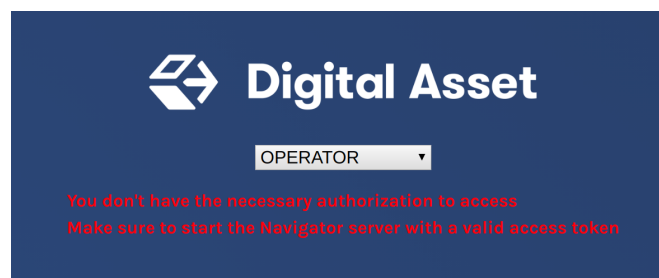 Digital Asset
OPERATOR
You don't have the necessary authorization to access
Make sure to start the Navigator server with a valid access token